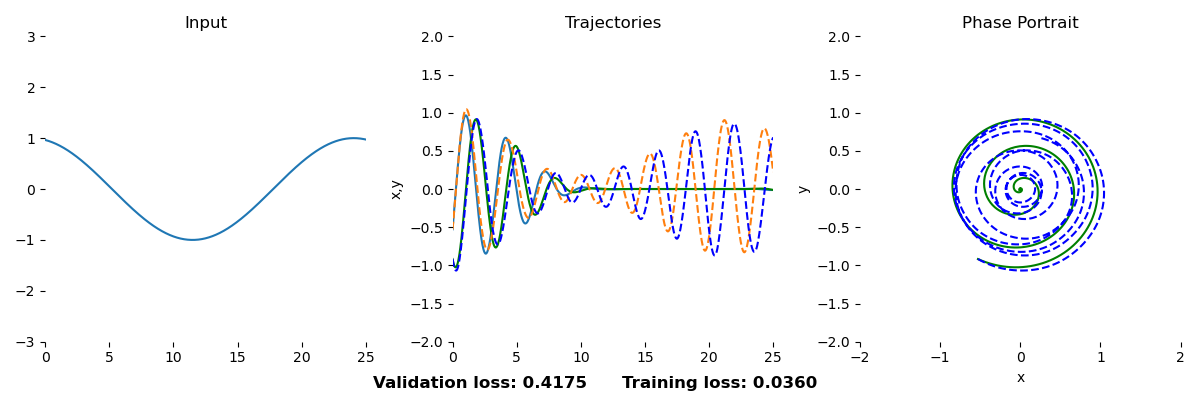 Input
3
2
1
0
−1
−2
−3
0 5 10 15 20 25
Trajectories
x,y
2.0
1.5
1.0
0.5
0.0
−0.5
−1.0
−1.5
−2.0
0 5 10 15 20 25
Phase Portrait
y
2.0
1.5
1.0
0.5
0.0
−0.5
−1.0
−1.5
−2.0
−2 −1 0 1 2
x
Validation loss: 0.4175 Training loss: 0.0360